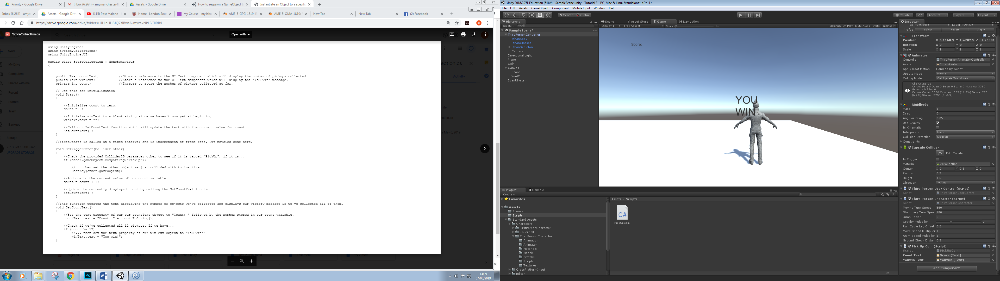 Priority - Google Drive
Inbox (6,264) - amymanchester4
Assets - Google Drive
How to respawn a GameObject t
Instantiate an Object to a specifi
Inbox (6,264) - amyn
Assets - Google Driv
(115) Post Malone -
Home | London Sout
My Course - my.lsbu
AME_5_GPG_1819: E
AME_5_OMA_1819: I
New Tab
New Tab
(2) Facebook
https://drive.google.com/drive/folders/1iLLhUH8JQ7sIBwsA-mxxakNkLBCIlRB4
ScoreCollection.cs
Open with
New
My Drive
Computers
Shared with me
Recent
Starred
Trash
Backups
Storage
7.7 GB of 15 GB used
UPGRADE STORAGE
ection.cs
Activity
using UnityEngine;
using System.Collections;
using UnityEngine.UI;
public class ScoreCollection : MonoBehaviour
{
public Text countText; //Store a reference to the UI Text component which will display the number of pickups collected.
public Text winText; //Store a reference to the UI Text component which will display the 'You win' message.
private int count; //Integer to store the number of pickups collected so far.
// Use this for initialization
void Start()
{
//Initialize count to zero.
count = 0;
//Initialze winText to a blank string since we haven't won yet at beginning.
winText.text = "";
//Call our SetCountText function which will update the text with the current value for count.
SetCountText();
}
//FixedUpdate is called at a fixed interval and is independent of frame rate. Put physics code here.
void OnTriggerEnter(Collider other)
{
//Check the provided Collider2D parameter other to see if it is tagged "PickUp", if it is...
if (other.gameObject.CompareTag("PickUp"))
//... then set the other object we just collided with to inactive.
Destroy(other.gameObject);
//Add one to the current value of our count variable.
count = count + 1;
//Update the currently displayed count by calling the SetCountText function.
SetCountText();
}
//This function updates the text displaying the number of objects we've collected and displays our victory message if we've collected all of them.
void SetCountText()
{
//Set the text property of our our countText object to "Count: " followed by the number stored in our count variable.
countText.text = "Count: " + count.ToString();
//Check if we've collected all 12 pickups. If we have...
if (count >= 12)
//... then set the text property of our winText object to "You win!"
winText.text = "You win!";
}
}
14:39
07/05/2019
Unity 2018.2.7f1 Education (64bit) - SampleScene.unity - Tutorial 3 - PC, Mac & Linux Standalone* <DX11>
File Edit Assets GameObject Component Mobile Input Window Help
Center Global
Collab Account Layers Layout
Hierarchy
Create
SampleScene*
ThirdPersonController
EthanBody
EthanGlasses
EthanSkeleton
Camera
Directional Light
Plane
Coin
Canvas
Score
YouWin
EventSystem
Scene Asset Store Game Navigation
Display 1 Free Aspect Scale 1x Maximize On Play Mute Audio Stats Gizmos
Score:
YOU
WIN
Project Console
Create
Favorites
Assets
Scenes
Scripts
Standard Assets
Characters
FirstPersonCharacter
RollerBall
ThirdPersonCharacter
Animation
Animator
Materials
Models
Prefabs
Scripts
Textures
CrossPlatformInput
Editor
Assets Scripts
C#
PickUpCoin
Inspector
Tag Untagged Layer Default
Prefab Select Revert Apply
Transform
Position X 6.11687 Y 1.42827 Z -1.25881
Rotation X 0 Y 0 Z 0
Scale X 1 Y 1 Z 1
Animator
Controller ThirdPersonAnimatorController
Avatar EthanAvatar
Apply Root Motion Handled by Script
Update Mode Normal
Culling Mode Cull Update Transforms
Clip Count: 26
Curves Pos: 0 Quat: 0 Euler: 0 Scale: 0 Muscles: 3380
Generic: 0 PPtr: 0
Curves Count: 3380 Constant: 393 (11.6%) Dense: 228
(6.7%) Stream: 2759 (81.6%)
Rigidbody
Mass 1
Drag 0
Angular Drag 0.05
Use Gravity
Is Kinematic
Interpolate None
Collision Detection Discrete
Constraints
Capsule Collider
Edit Collider
Is Trigger
Material ZeroFriction
Center X 0 Y 0.8 Z 0
Radius 0.3
Height 1.6
Direction Y-Axis
Third Person User Control (Script)
Script ThirdPersonUserControl
Third Person Character (Script)
Script ThirdPersonCharacter
Moving Turn Speed 360
Stationary Turn Speed 180
Jump Power 6
Gravity Multiplier 2
Run Cycle Leg Offset 0.2
Move Speed Multiplier 1
Anim Speed Multiplier 1
Ground Check Distan 0.3
Pick Up Coin (Script)
Script PickUpCoin
Count Text Score (Text)
Youwin Text YouWin (Text)
Add Component